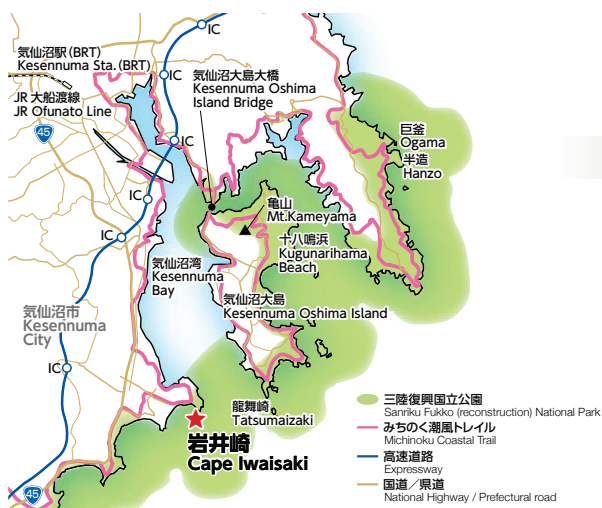 IC
気仙沼駅(BRT)
Kesennuma Sta. (BRT)
IC
気仙沼大島大橋
Kesennuma Oshima
Island Bridge
JR 大船渡線
JR Ofunato Line
45
IC
巨釜
Ogama
半造
Hanzo
IC
亀山
Mt.Kameyama
IC
十八鳴浜
Kugunarihama
Beach
気仙沼湾
Kesennuma
Bay
気仙沼大島
Kesennuma Oshima Island
気仙沼市
Kesennuma
City
IC
龍舞崎
Tatsumaizaki
岩井崎
Cape Iwaisaki
45
三陸復興国立公園
Sanriku Fukko (reconstruction) National Park
みちのく潮風トレイル
Michinoku Coastal Trail
高速道路
Expressway
国道／県道
National Highway / Prefectural road